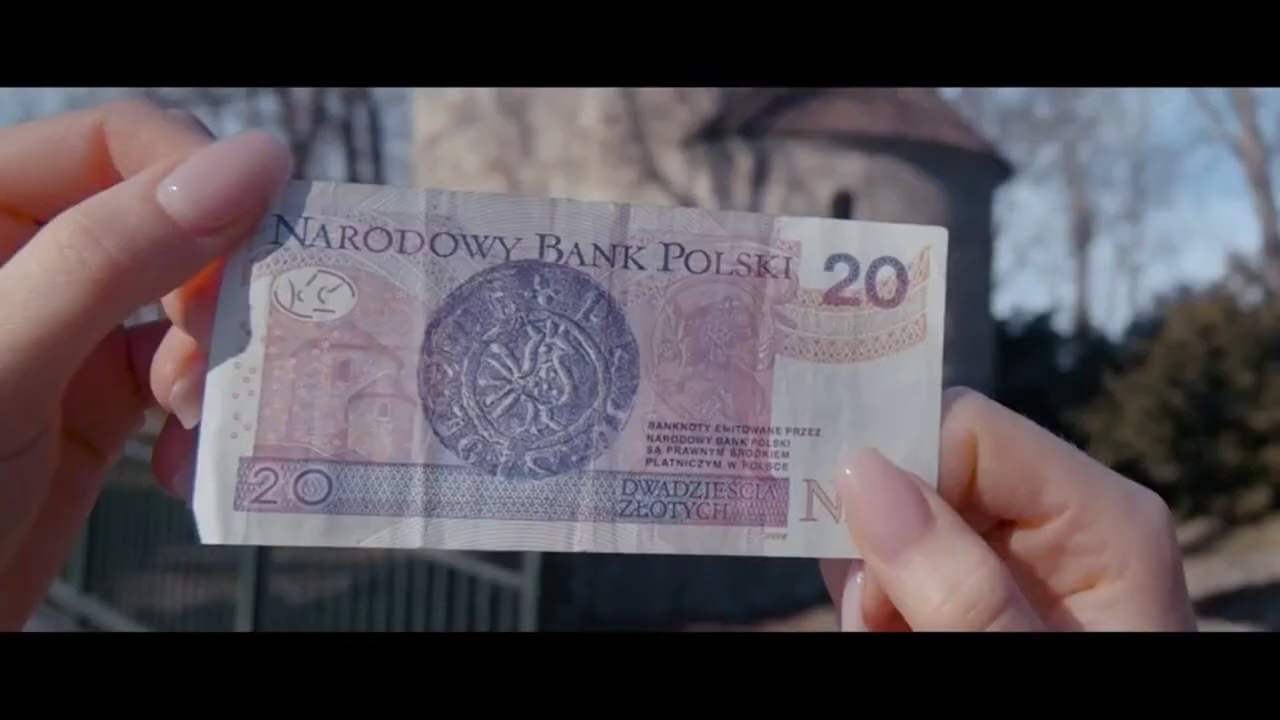 NARODOWY BANK POLSKI
20
BANKNOTY EMITOWANE PRZEZ
NARODOWY BANK POLSKI
SĄ PRAWNYM ŚRODKIEM
PŁATNICZYM W POLSCE
20
DWADZIEŚCIA
ZŁOTYCH